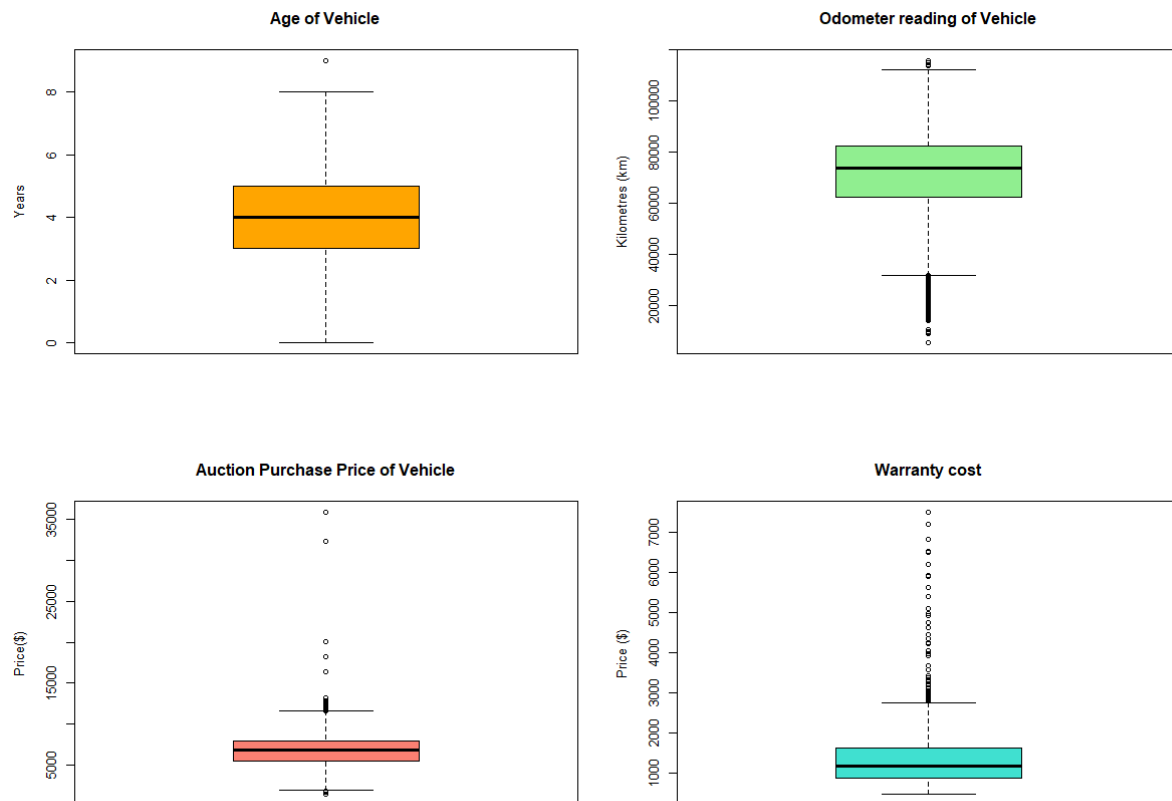 Age of Vehicle
Years
8
6
4
2
0
Odometer reading of Vehicle
Kilometres (km)
100000
80000
60000
40000
20000
Auction Purchase Price of Vehicle
Price($)
35000
25000
15000
5000
Warranty cost
Price ($)
7000
6000
5000
4000
3000
2000
1000